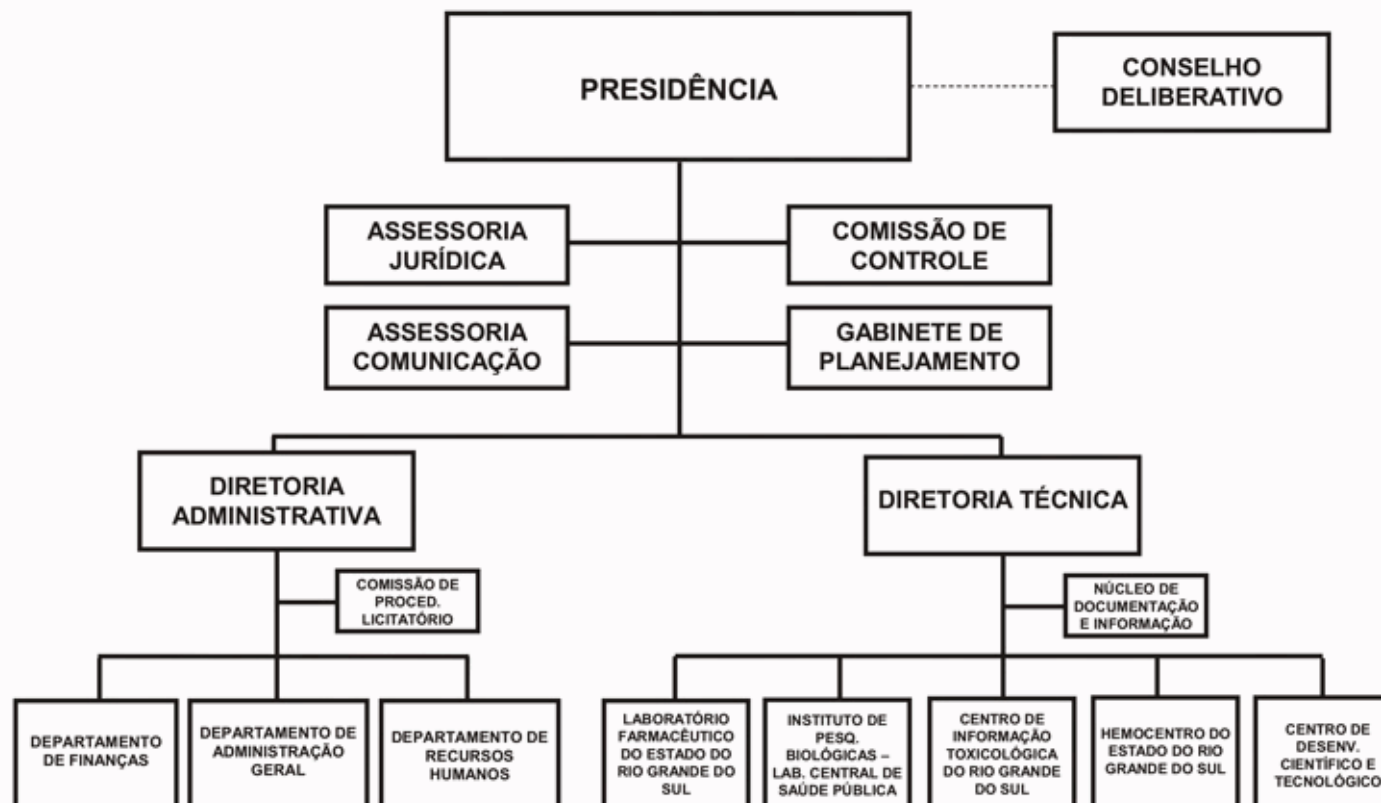 PRESIDÊNCIA
CONSELHO
DELIBERATIVO
ASSESSORIA
JURÍDICA
COMISSÃO DE
CONTROLE
ASSESSORIA
COMUNICAÇÃO
GABINETE DE
PLANEJAMENTO
DIRETORIA
ADMINISTRATIVA
DIRETORIA TÉCNICA
COMISSÃO DE
PROCED.
LICITATÓRIO
NÚCLEO DE
DOCUMENTAÇÃO
E INFORMAÇÃO
DEPARTAMENTO
DE FINANÇAS
DEPARTAMENTO DE
ADMINISTRAÇÃO
GERAL
DEPARTAMENTO DE
RECURSOS
HUMANOS
LABORATÓRIO
FARMACÊUTICO
DO ESTADO DO
RIO GRANDE DO
SUL
INSTITUTO DE
PESQ.
BIOLÓGICAS –
LAB. CENTRAL DE
SAÚDE PÚBLICA
CENTRO DE
INFORMAÇÃO
TOXICOLÓGICA
DO RIO GRANDE
DO SUL
HEMOCENTRO DO
ESTADO DO RIO
GRANDE DO SUL
CENTRO DE
DESENV.
CIENTÍFICO E
TECNOLÓGICO